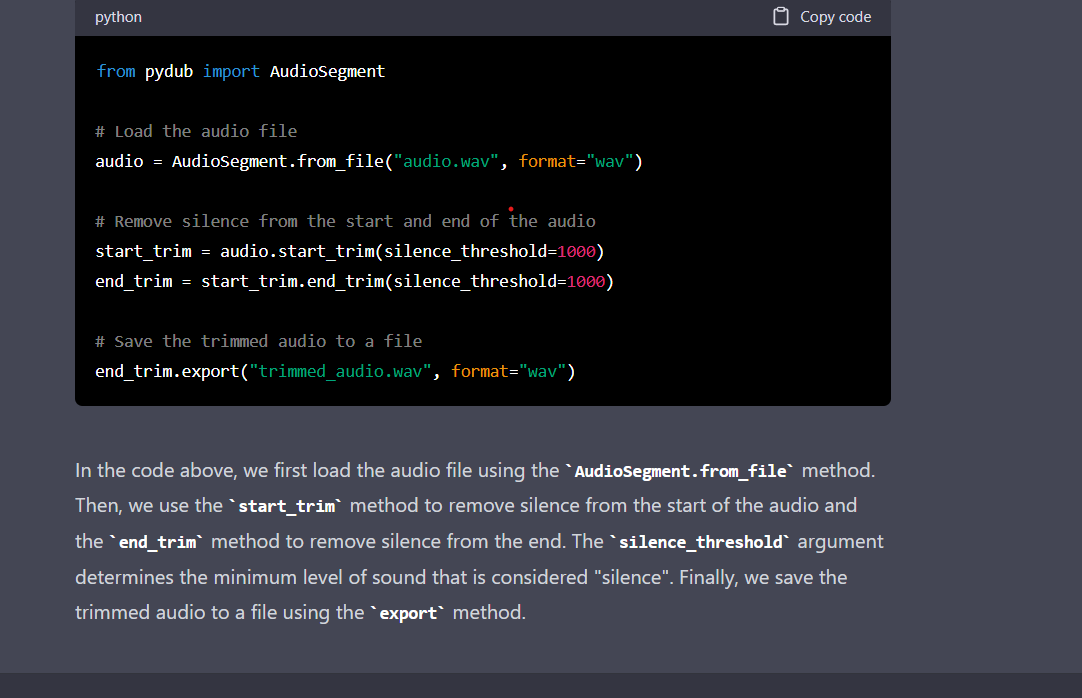 python
Copy code
from pydub import AudioSegment
# Load the audio file
audio = AudioSegment.from_file("audio.wav", format="wav")
# Remove silence from the start and end of the audio
start_trim = audio.start_trim(silence_threshold=1000)
end_trim = start_trim.end_trim(silence_threshold=1000)
# Save the trimmed audio to a file
end_trim.export("trimmed_audio.wav", format="wav")
In the code above, we first load the audio file using the `AudioSegment.from_file` method.
Then, we use the `start_trim` method to remove silence from the start of the audio and
the `end_trim` method to remove silence from the end. The `silence_threshold` argument
determines the minimum level of sound that is considered "silence". Finally, we save the
trimmed audio to a file using the `export` method.